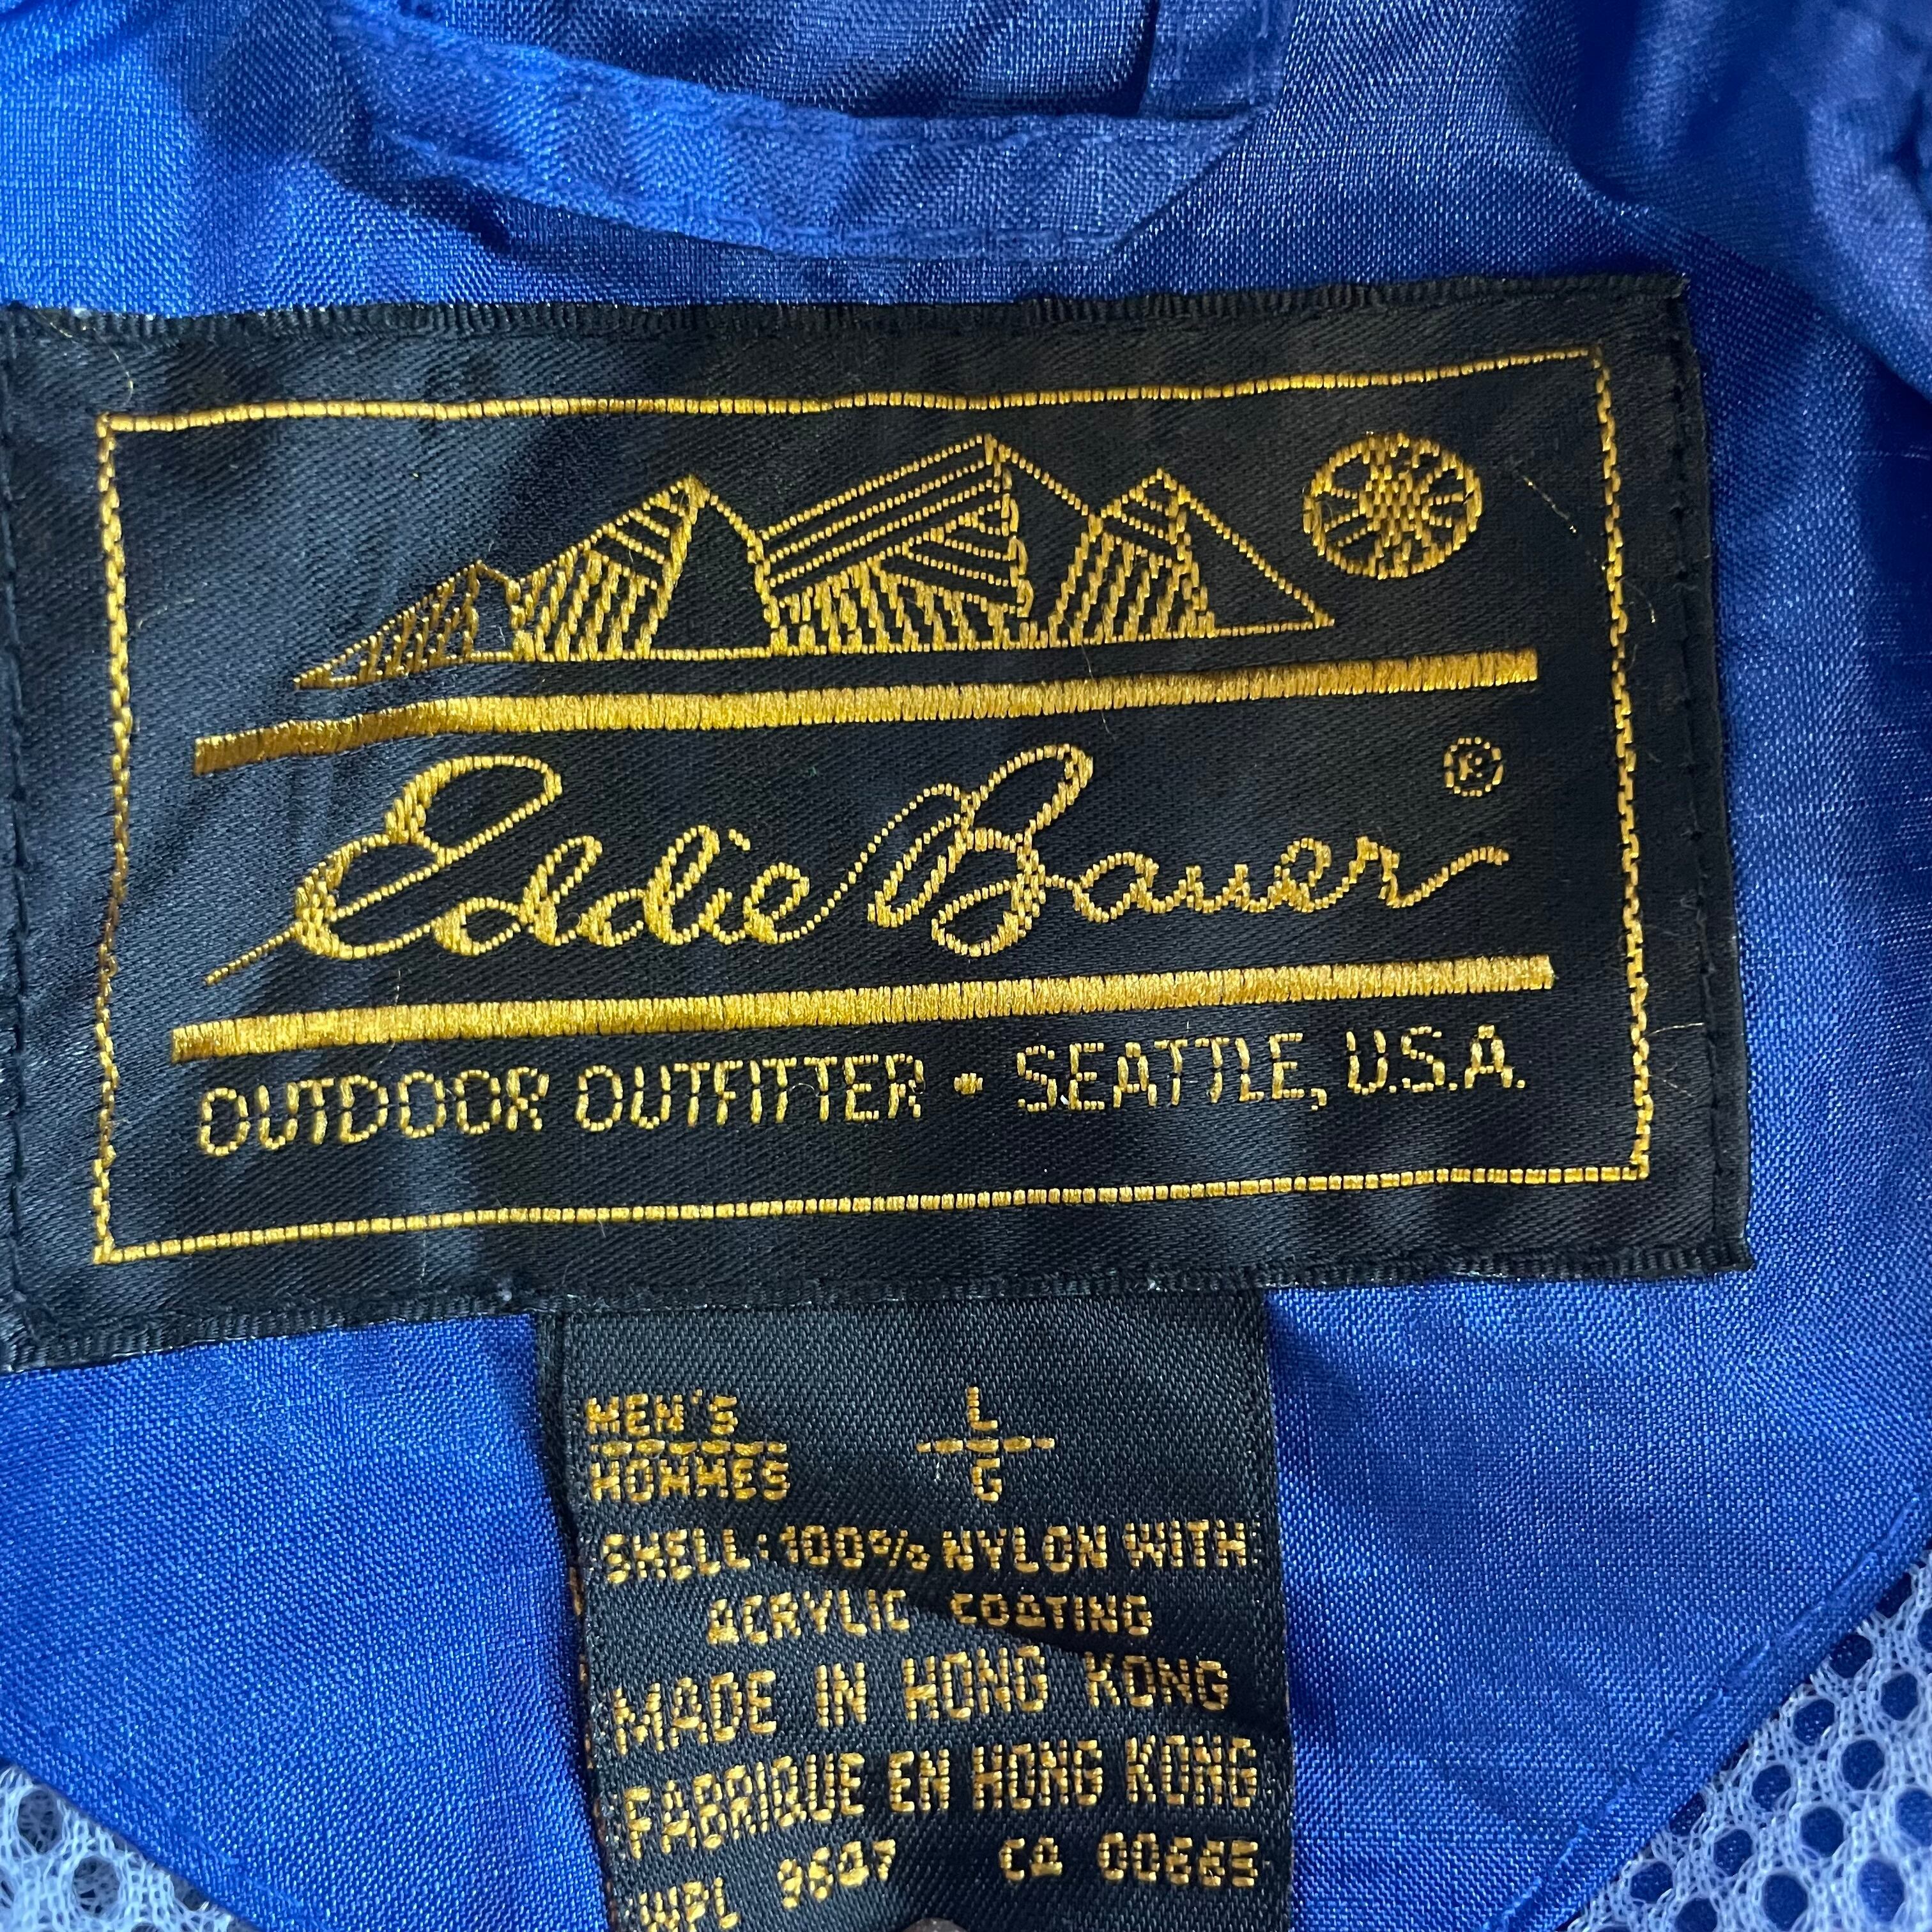 Eddie Bauer ®
OUTDOOR OUTFITTER • SEATTLE, U.S.A.
MEN'S L
HOMMES G
SHELL: 100% NYLON WITH
ACRYLIC COATING
MADE IN HONG KONG
FABRIQUE EN HONG KONG
WPL CA